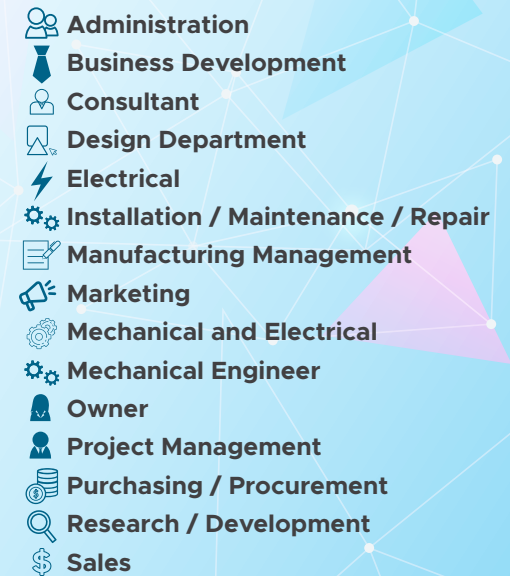 Administration
Business Development
Consultant
Design Department
Electrical
Installation / Maintenance / Repair
Manufacturing Management
Marketing
Mechanical and Electrical
Mechanical Engineer
Owner
Project Management
Purchasing / Procurement
Research / Development
Sales